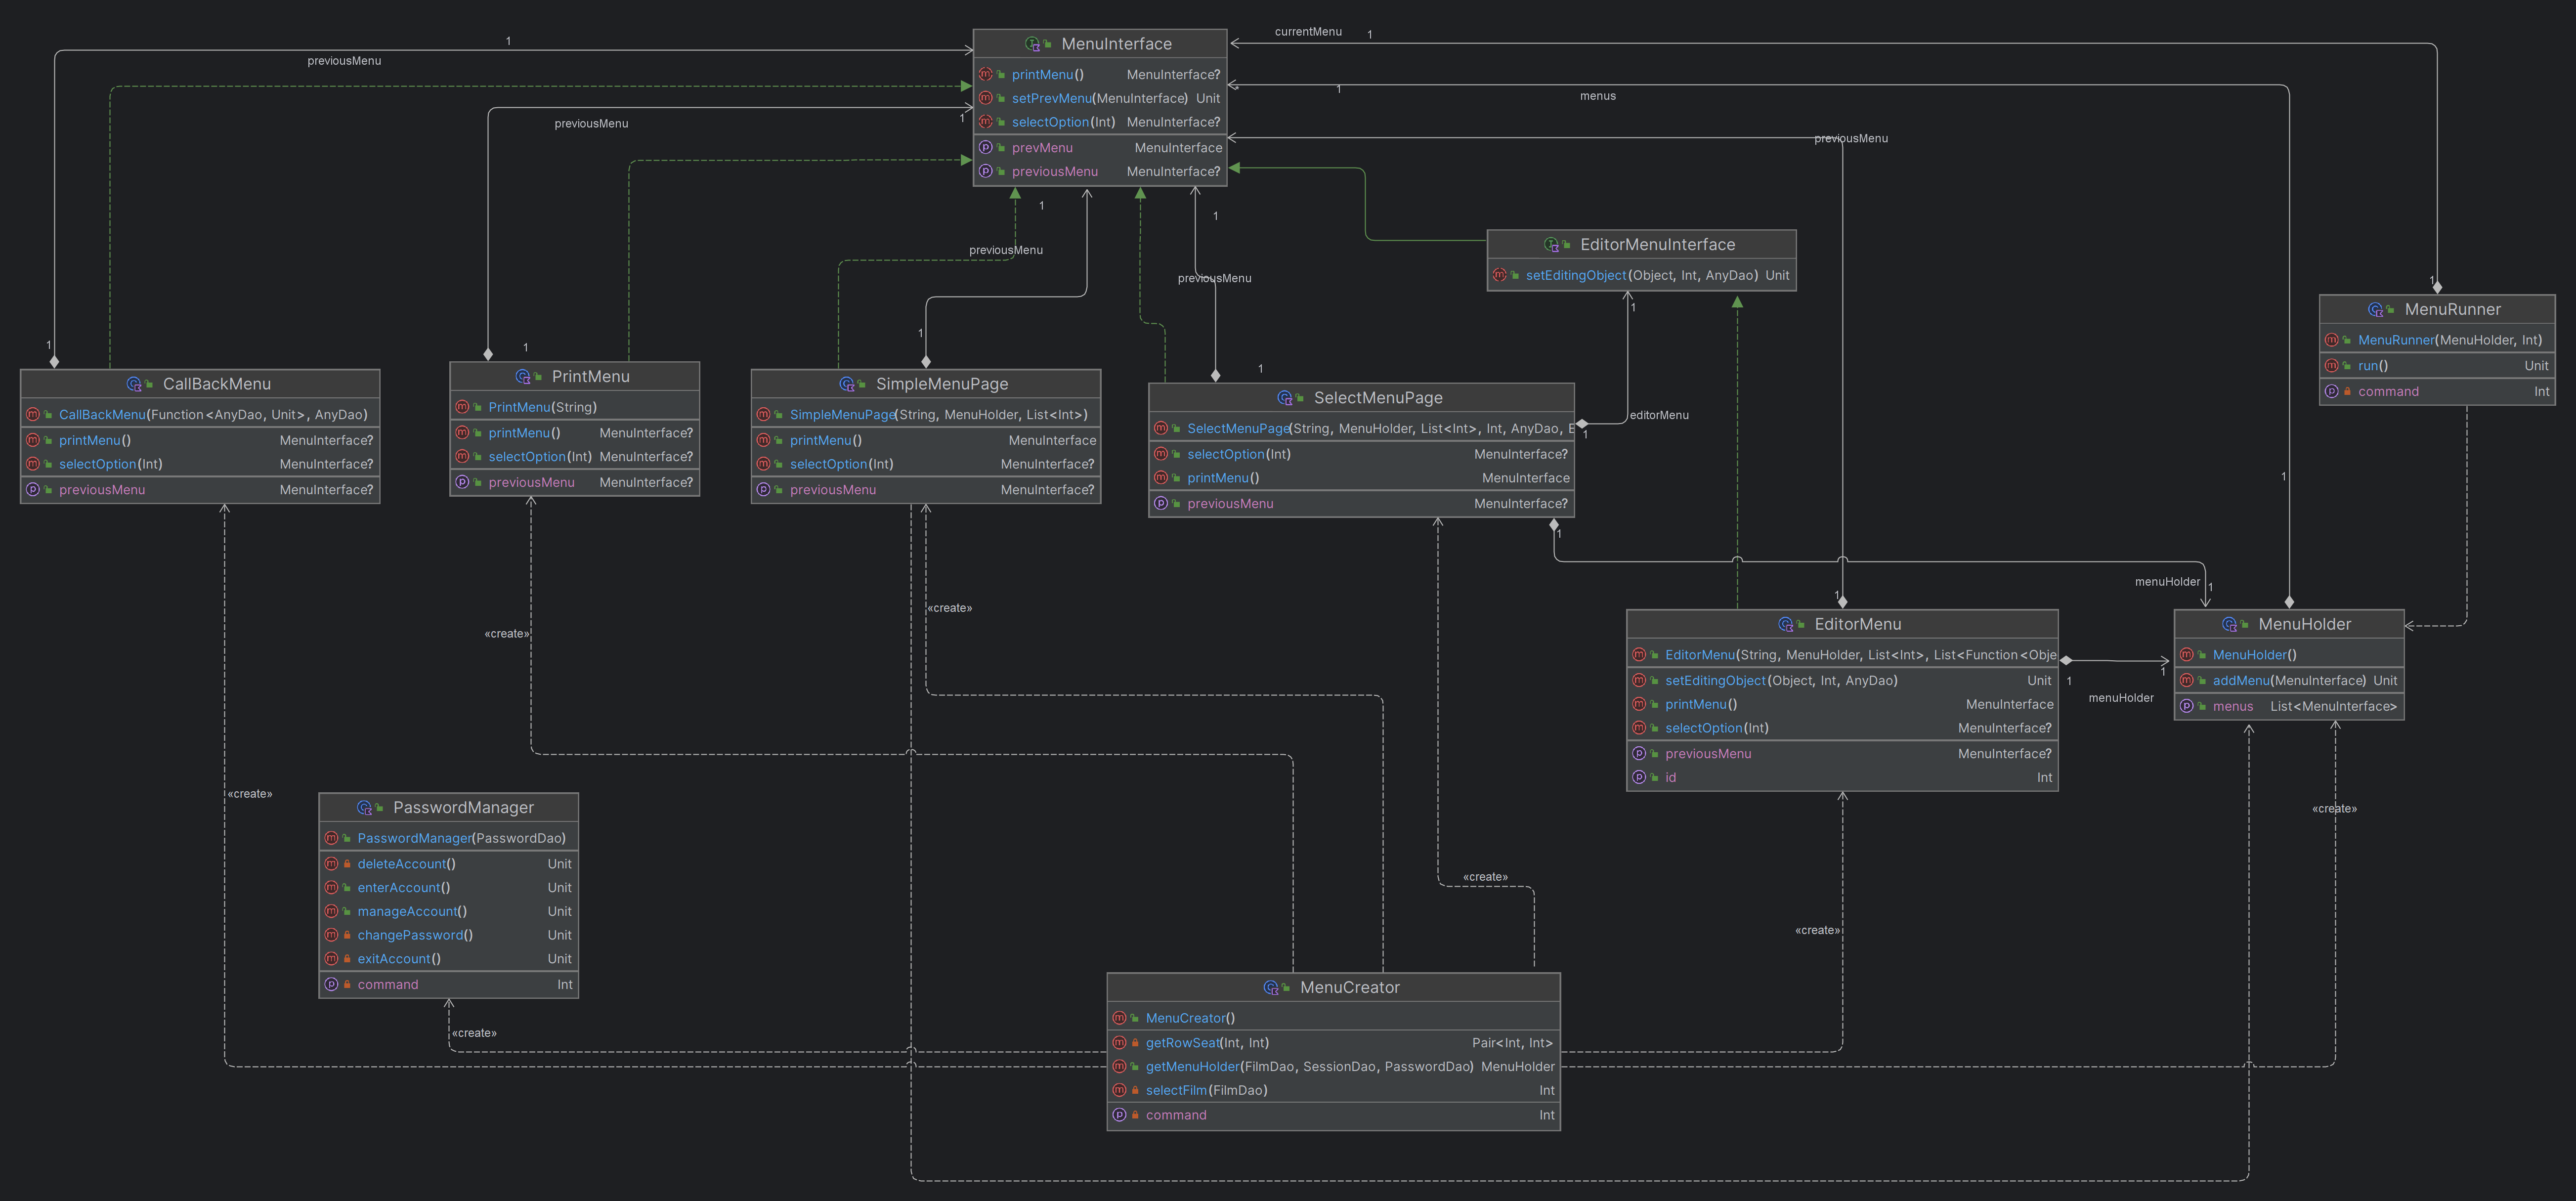 MenuInterface
printMenu() MenuInterface?
setPrevMenu(MenuInterface) Unit
selectOption(Int) MenuInterface?
prevMenu MenuInterface
previousMenu MenuInterface?
1
previousMenu
previousMenu
1
currentMenu 1
1
menus
previousMenu
1
previousMenu
1
previousMenu
EditorMenuInterface
setEditingObject(Object, Int, AnyDao) Unit
1
1
MenuRunner
MenuRunner(MenuHolder, Int)
run() Unit
command Int
1
CallBackMenu
CallBackMenu(Function<AnyDao, Unit>, AnyDao)
printMenu() MenuInterface?
selectOption(Int) MenuInterface?
previousMenu MenuInterface?
1
PrintMenu
PrintMenu(String)
printMenu() MenuInterface?
selectOption(Int) MenuInterface?
previousMenu MenuInterface?
1
SimpleMenuPage
SimpleMenuPage(String, MenuHolder, List<Int>)
printMenu() MenuInterface
selectOption(Int) MenuInterface?
previousMenu MenuInterface?
1
SelectMenuPage
SelectMenuPage(String, MenuHolder, List<Int>, Int, AnyDao, E
selectOption(Int) MenuInterface?
printMenu() MenuInterface
previousMenu MenuInterface?
editorMenu
1
1
1
menuHolder 1
1
EditorMenu
EditorMenu(String, MenuHolder, List<Int>, List<Function<Obje
setEditingObject(Object, Int, AnyDao) Unit
printMenu() MenuInterface
selectOption(Int) MenuInterface?
previousMenu MenuInterface?
id Int
1
1
menuHolder
MenuHolder
MenuHolder()
addMenu(MenuInterface) Unit
menus List<MenuInterface>
«create»
«create»
«create»
«create»
«create»
«create»
«create»
PasswordManager
PasswordManager(PasswordDao)
deleteAccount() Unit
enterAccount() Unit
manageAccount() Unit
changePassword() Unit
exitAccount() Unit
command Int
MenuCreator
MenuCreator()
getRowSeat(Int, Int) Pair<Int, Int>
getMenuHolder(FilmDao, SessionDao, PasswordDao) MenuHolder
selectFilm(FilmDao) Int
command Int